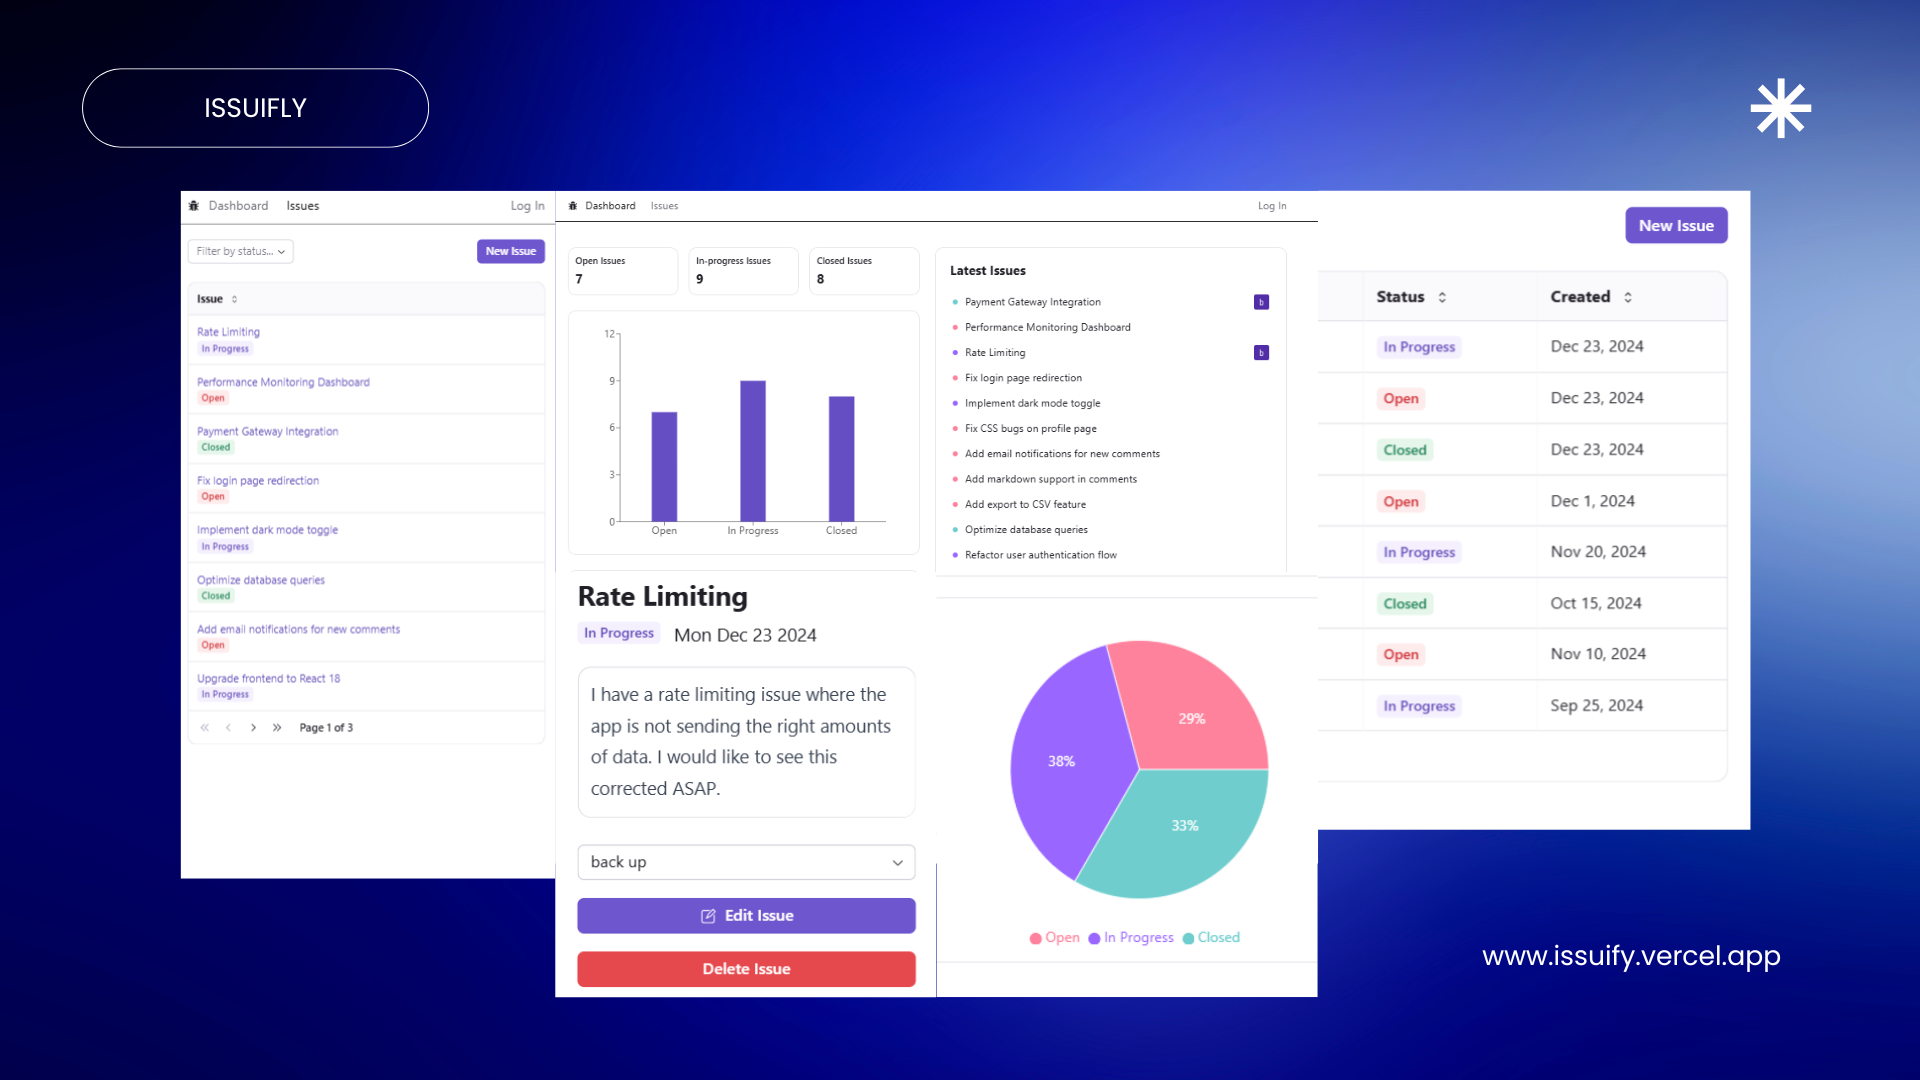 ISSUIFLY
Dashboard Issues Log In
Filter by status... New Issue
Issue
Rate Limiting
In Progress
Performance Monitoring Dashboard
Open
Payment Gateway Integration
Closed
Fix login page redirection
Open
Implement dark mode toggle
In Progress
Optimize database queries
Closed
Add email notifications for new comments
Open
Upgrade frontend to React 18
In Progress
Page 1 of 3
Dashboard Issues Log In
Open Issues
7
In-progress Issues
9
Closed Issues
8
12
9
6
3
0
Open In Progress Closed
Latest Issues
Payment Gateway Integration b
Performance Monitoring Dashboard
Rate Limiting b
Fix login page redirection
Implement dark mode toggle
Fix CSS bugs on profile page
Add email notifications for new comments
Add markdown support in comments
Add export to CSV feature
Optimize database queries
Refactor user authentication flow
Rate Limiting
In Progress Mon Dec 23 2024
I have a rate limiting issue where the
app is not sending the right amounts
of data. I would like to see this
corrected ASAP.
back up
Edit Issue
Delete Issue
29%
38%
33%
Open In Progress Closed
New Issue
Status Created
In Progress Dec 23, 2024
Open Dec 23, 2024
Closed Dec 23, 2024
Open Dec 1, 2024
In Progress Nov 20, 2024
Closed Oct 15, 2024
Open Nov 10, 2024
In Progress Sep 25, 2024
www.issuify.vercel.app